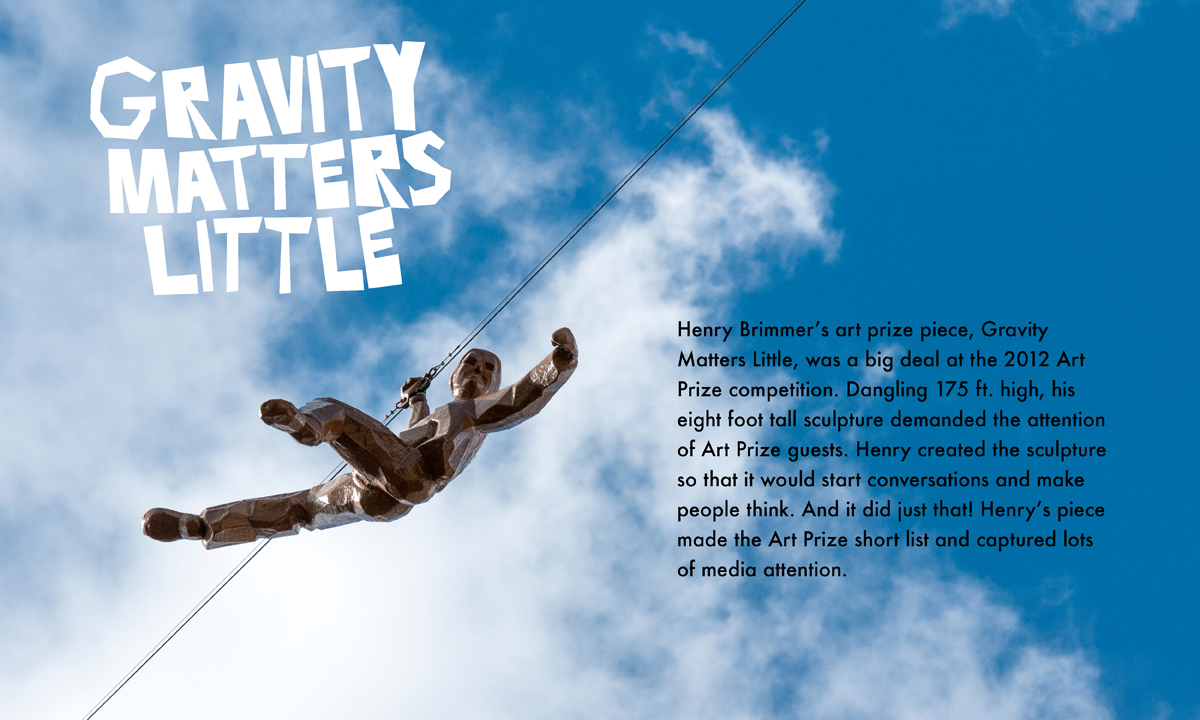 GRAVITY
MATTERS
LITTLE
Henry Brimmer's art prize piece, Gravity
Matters Little, was a big deal at the 2012 Art
Prize competition. Dangling 175 ft. high, his
eight foot tall sculpture demanded the attention
of Art Prize guests. Henry created the sculpture
so that it would start conversations and make
people think. And it did just that! Henry's piece
made the Art Prize short list and captured lots
of media attention.